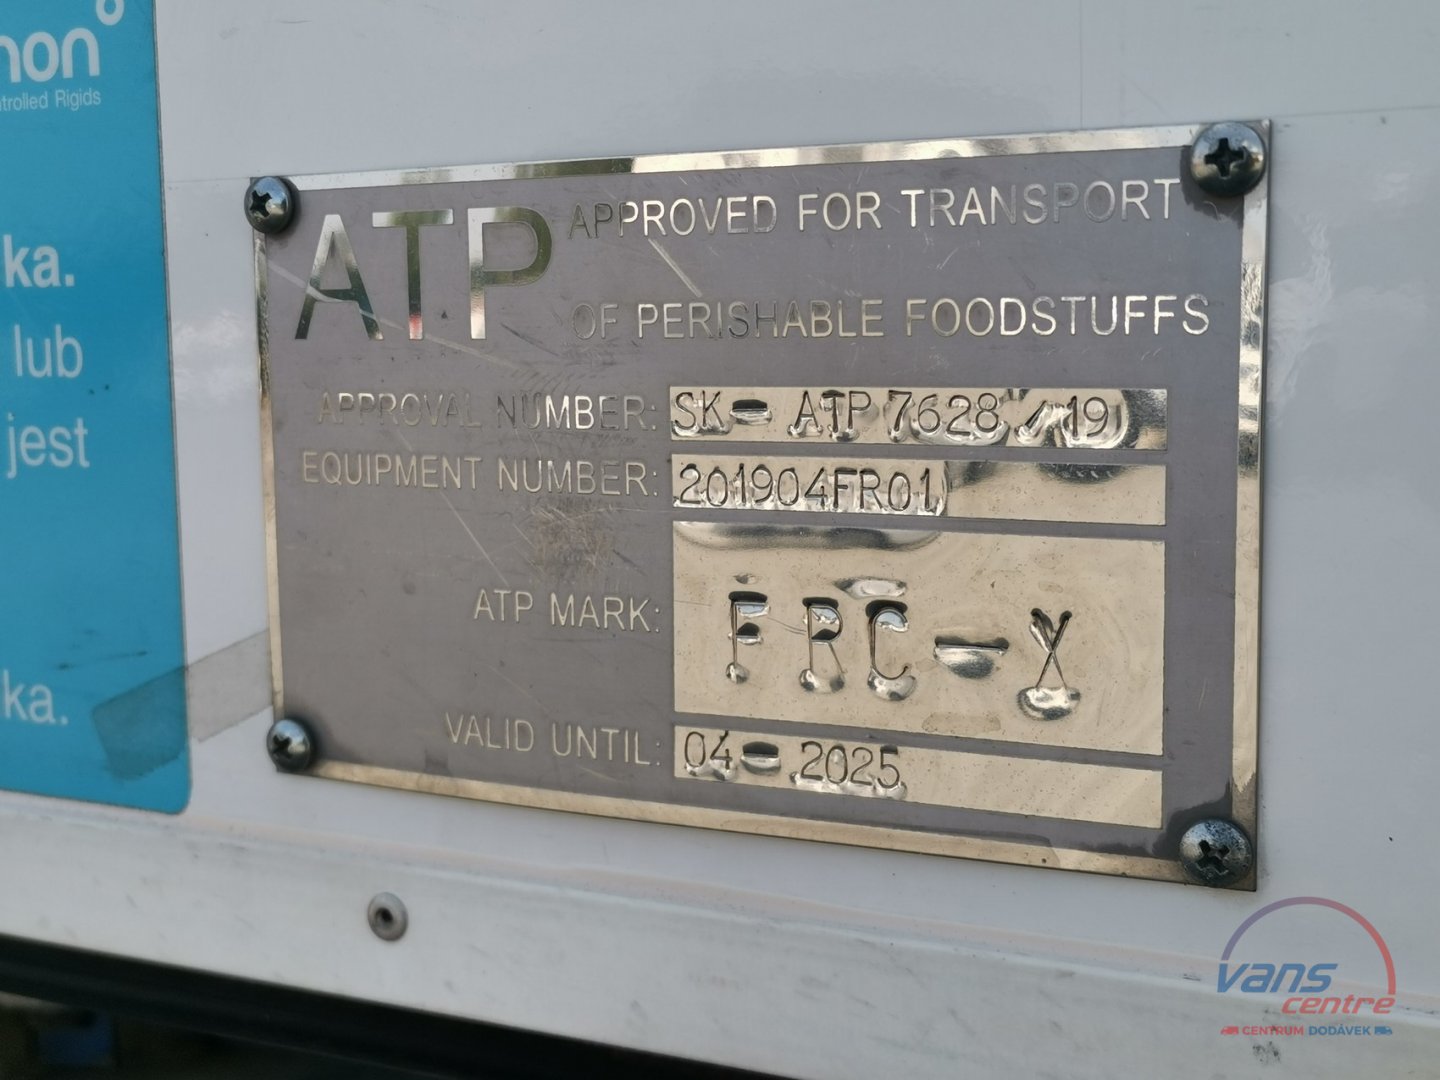 non°
ntrolled Rigids
ka.
lub
jest
ka.
ATP APPROVED FOR TRANSPORT
OF PERISHABLE FOODSTUFFS
APPROVAL NUMBER: SK- ATP 7628 / 19
EQUIPMENT NUMBER: 201904FR01
ATP MARK: FRC-X
VALID UNTIL: 04- 2025
vans
centre
CENTRUM DODÁVEK